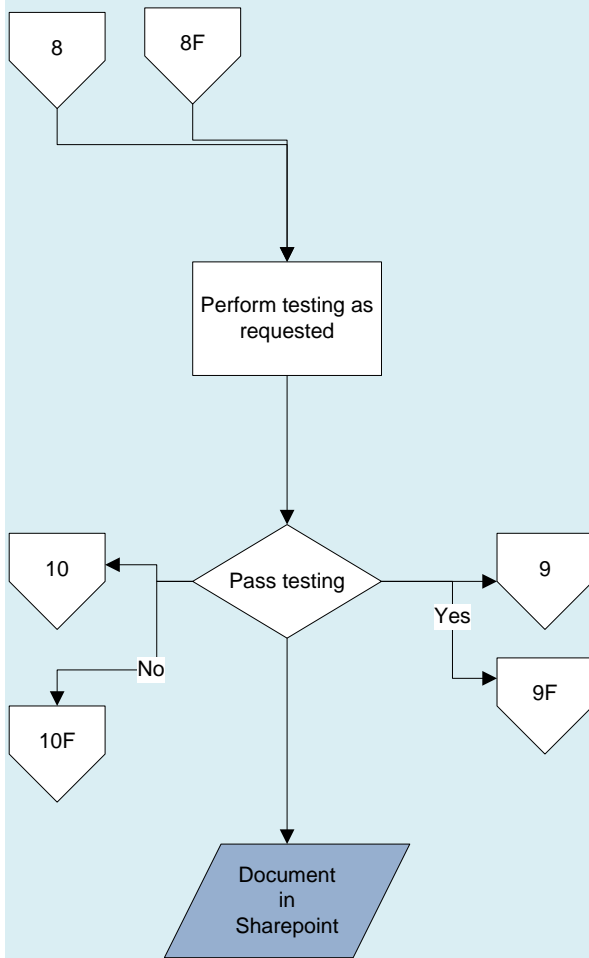 8
8F
Perform testing as
requested
10
Pass testing
9
Yes
No
9F
10F
Document
in
Sharepoint